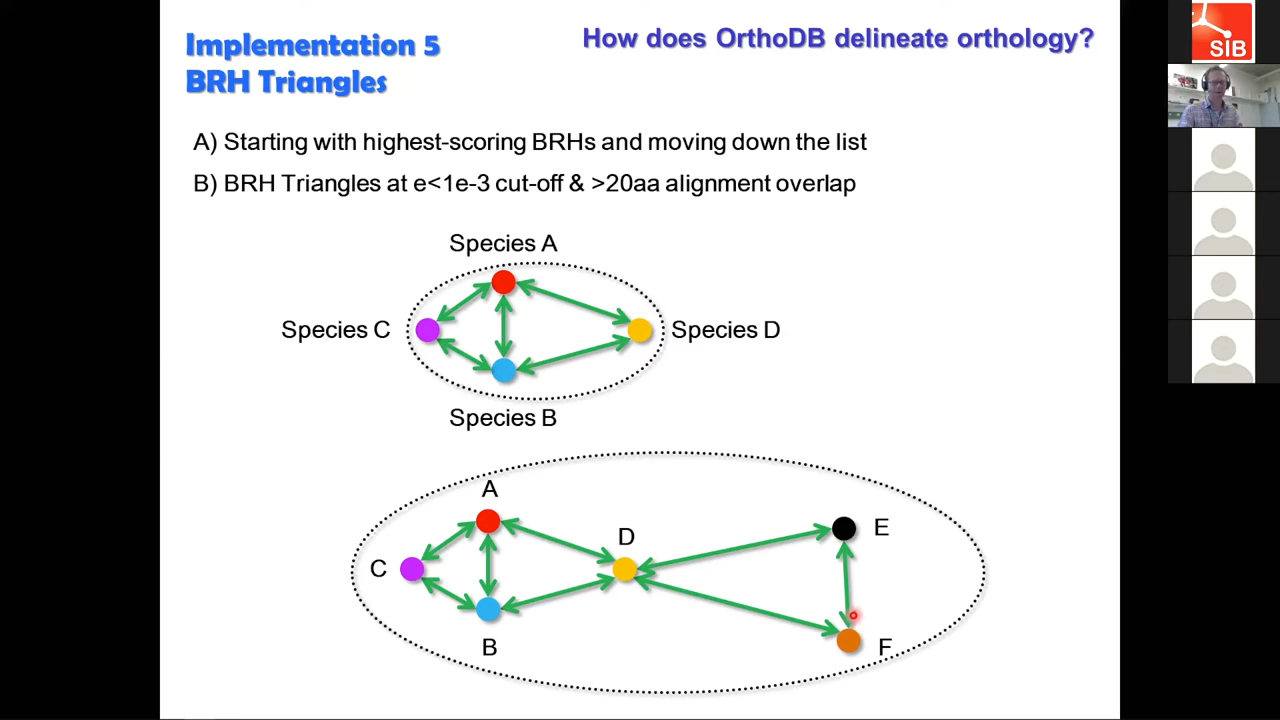 Implementation 5
BRH Triangles
How does OrthoDB delineate orthology?
SIB
A) Starting with highest-scoring BRHs and moving down the list
B) BRH Triangles at e<1e-3 cut-off & >20aa alignment overlap
Species A
Species C
Species D
Species B
A
D
E
C
B
F